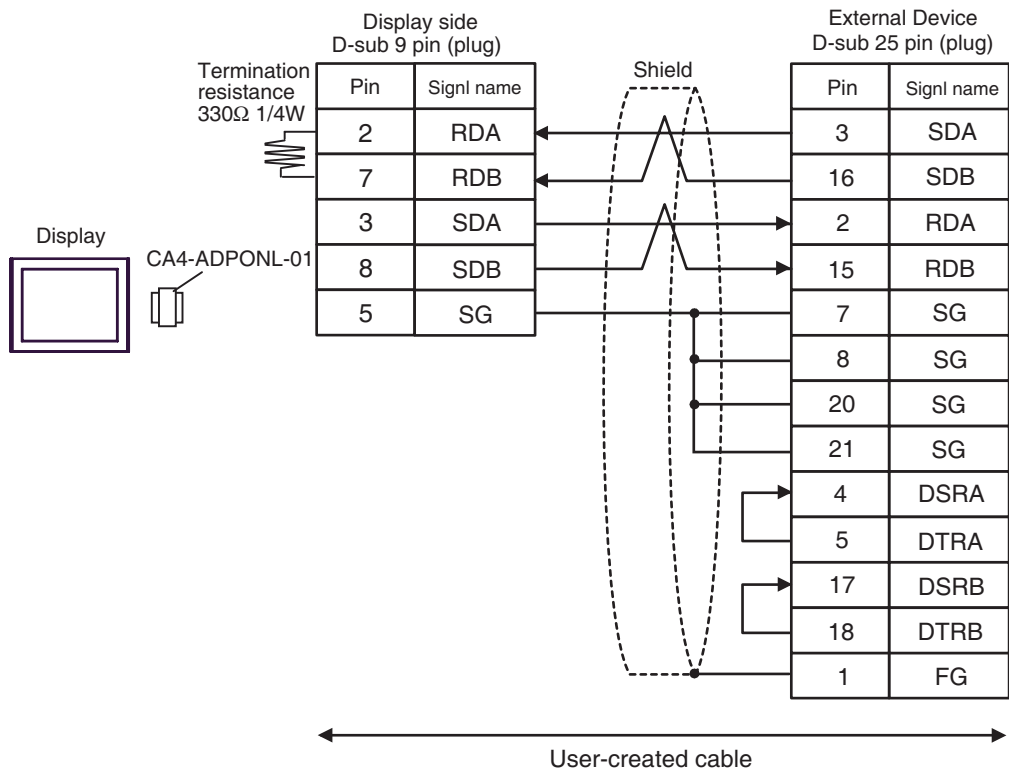 Display side
D-sub 9 pin (plug)
External Device
D-sub 25 pin (plug)
Termination
resistance
330Ω 1/4W
Shield
Pin Signl name
2 RDA
7 RDB
3 SDA
8 SDB
5 SG
Display
CA4-ADPONL-01
Pin Signl name
3 SDA
16 SDB
2 RDA
15 RDB
7 SG
8 SG
20 SG
21 SG
4 DSRA
5 DTRA
17 DSRB
18 DTRB
1 FG
User-created cable